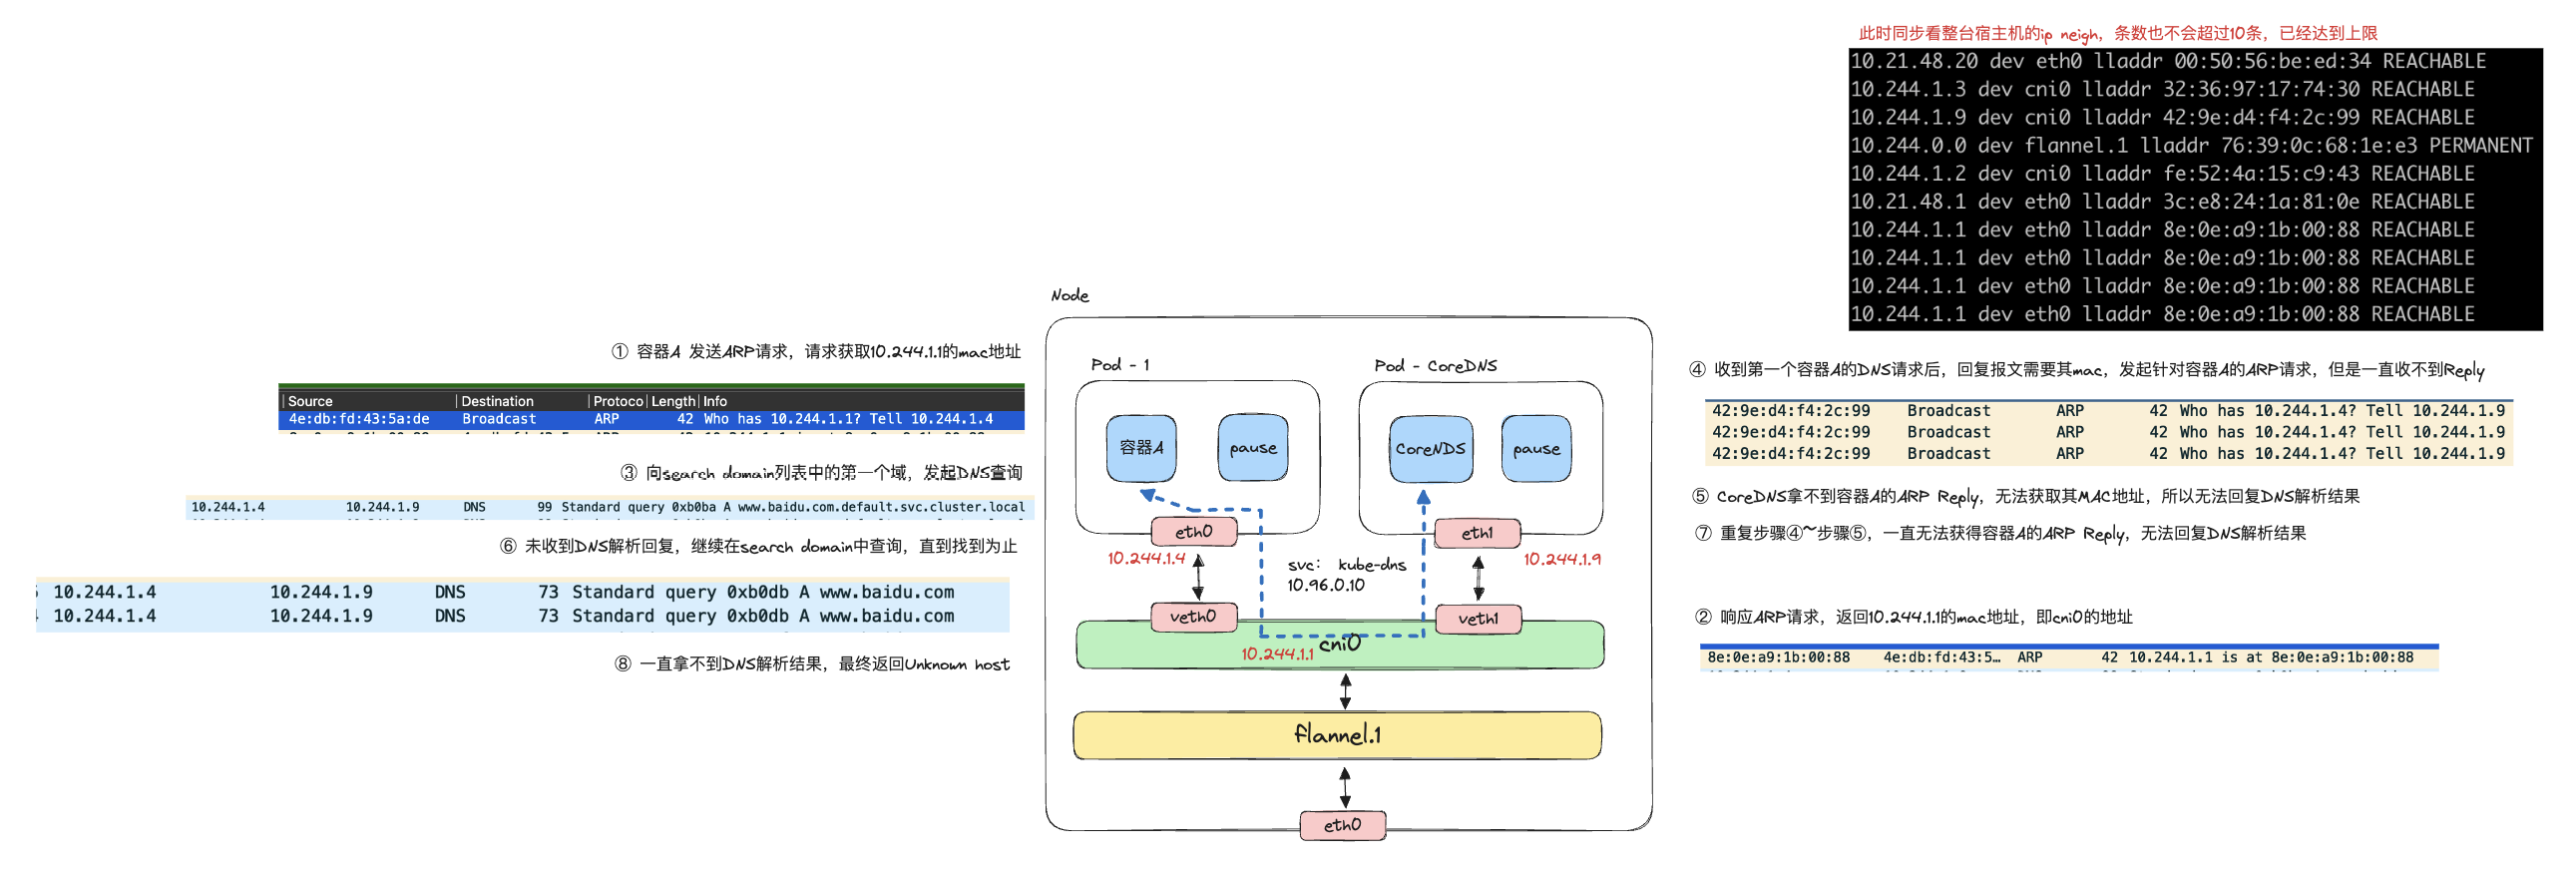 此时同步看整台宿主机的ip neigh，条数也不会超过10条，已经达到上限
10.21.48.20 dev eth0 lladdr 00:50:56:be:ed:34 REACHABLE
10.244.1.3 dev cni0 lladdr 32:36:97:17:74:30 REACHABLE
10.244.1.9 dev cni0 lladdr 42:9e:d4:f4:2c:99 REACHABLE
10.244.0.0 dev flannel.1 lladdr 76:39:0c:68:1e:e3 PERMANENT
10.244.1.2 dev cni0 lladdr fe:52:4a:15:c9:43 REACHABLE
10.21.48.1 dev eth0 lladdr 3c:e8:24:1a:81:0e REACHABLE
10.244.1.1 dev eth0 lladdr 8e:0e:a9:1b:00:88 REACHABLE
10.244.1.1 dev eth0 lladdr 8e:0e:a9:1b:00:88 REACHABLE
10.244.1.1 dev eth0 lladdr 8e:0e:a9:1b:00:88 REACHABLE
10.244.1.1 dev eth0 lladdr 8e:0e:a9:1b:00:88 REACHABLE
① 容器A 发送ARP请求，请求获取10.244.1.1的mac地址
Source Destination Protoco Length Info
4e:db:fd:43:5a:de Broadcast ARP 42 Who has 10.244.1.1? Tell 10.244.1.4
③ 向search domain列表中的第一个域，发起DNS查询
10.244.1.4 10.244.1.9 DNS 99 Standard query 0xb0ba A www.baidu.com.default.svc.cluster.local
⑥ 未收到DNS解析回复，继续在search domain中查询，直到找到为止
10.244.1.4 10.244.1.9 DNS 73 Standard query 0xb0db A www.baidu.com
10.244.1.4 10.244.1.9 DNS 73 Standard query 0xb0db A www.baidu.com
⑧ 一直拿不到DNS解析结果，最终返回Unknown host
Node
Pod - 1
Pod - CoreDNS
容器A
pause
CoreNDS
pause
eth0
eth1
10.244.1.4
10.244.1.9
svc： kube-dns
10.96.0.10
veth0
veth1
cni0
10.244.1.1
flannel.1
eth0
④ 收到第一个容器A的DNS请求后，回复报文需要其mac，发起针对容器A的ARP请求，但是一直收不到Reply
42:9e:d4:f4:2c:99 Broadcast ARP 42 Who has 10.244.1.4? Tell 10.244.1.9
42:9e:d4:f4:2c:99 Broadcast ARP 42 Who has 10.244.1.4? Tell 10.244.1.9
42:9e:d4:f4:2c:99 Broadcast ARP 42 Who has 10.244.1.4? Tell 10.244.1.9
⑤ CoreDNS拿不到容器A的ARP Reply，无法获取其MAC地址，所以无法回复DNS解析结果
⑦ 重复步骤④~步骤⑤，一直无法获得容器A的ARP Reply，无法回复DNS解析结果
② 响应ARP请求，返回10.244.1.1的mac地址，即cni0的地址
8e:0e:a9:1b:00:88 4e:db:fd:43:5… ARP 42 10.244.1.1 is at 8e:0e:a9:1b:00:88